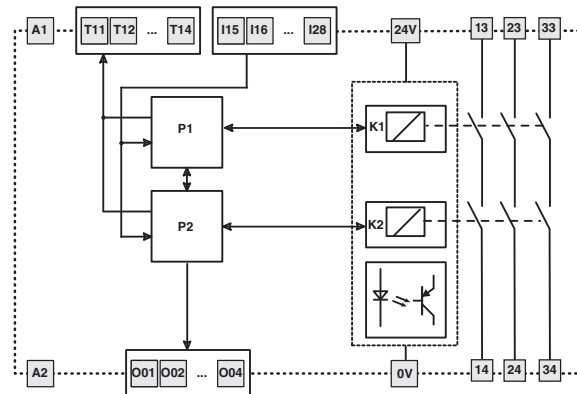 A1 T11 T12 ... T14 I15 I16 ... I28 24V 13 23 33
P1 K1
P2 K2
A2 O01 O02 ... O04 0V 14 24 34